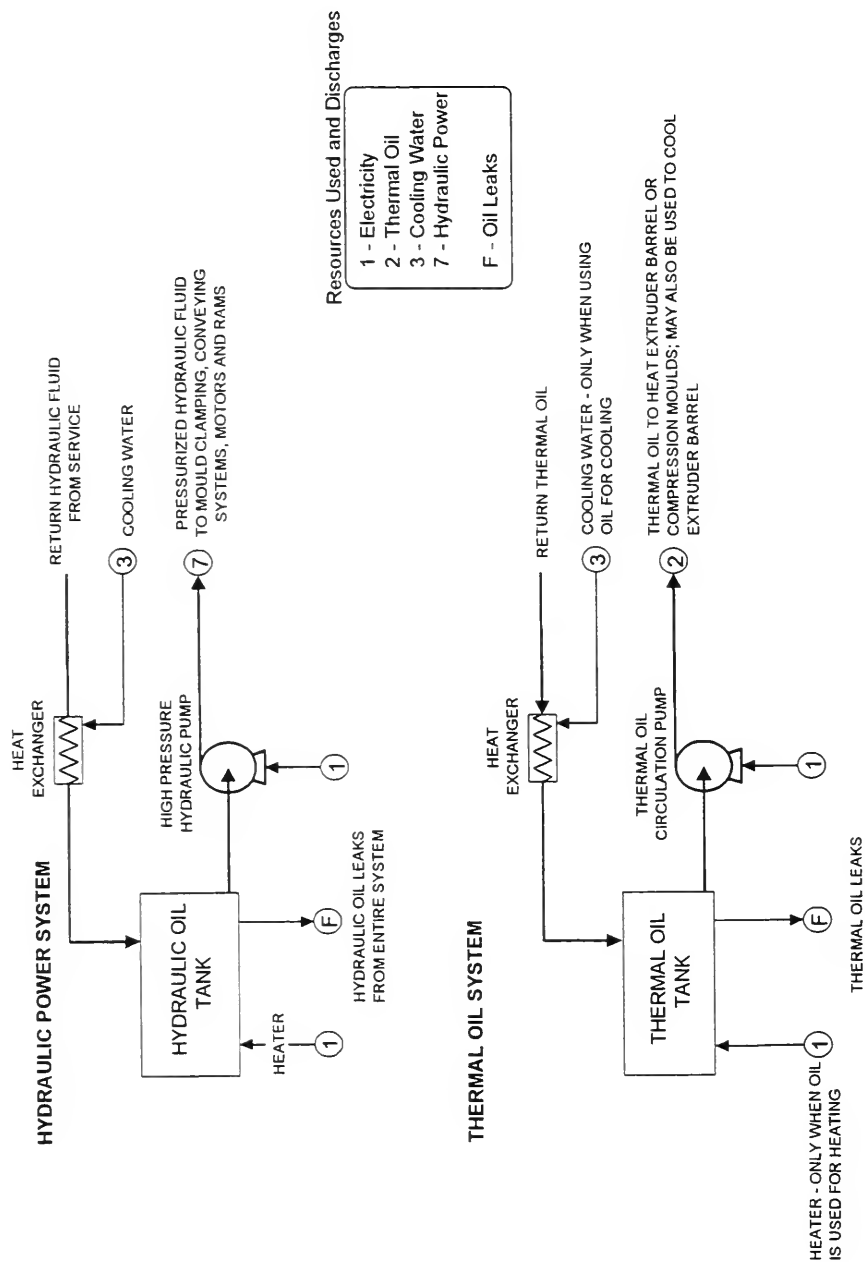 HYDRAULIC POWER SYSTEM
HEAT
EXCHANGER
RETURN HYDRAULIC FLUID
FROM SERVICE
3
COOLING WATER
HYDRAULIC OIL
TANK
HIGH PRESSURE
HYDRAULIC PUMP
7
PRESSURIZED HYDRAULIC FLUID
TO MOULD CLAMPING, CONVEYING
SYSTEMS, MOTORS AND RAMS
HEATER
1
F
HYDRAULIC OIL LEAKS
FROM ENTIRE SYSTEM
1
Resources Used and Discharges
1 - Electricity
2 - Thermal Oil
3 - Cooling Water
7 - Hydraulic Power
F - Oil Leaks
THERMAL OIL SYSTEM
HEAT
EXCHANGER
RETURN THERMAL OIL
3
COOLING WATER - ONLY WHEN USING
OIL FOR COOLING
THERMAL OIL
TANK
THERMAL OIL
CIRCULATION PUMP
2
THERMAL OIL TO HEAT EXTRUDER BARREL OR
COMPRESSION MOULDS; MAY ALSO BE USED TO COOL
EXTRUDER BARREL
HEATER - ONLY WHEN OIL
IS USED FOR HEATING
1
F
THERMAL OIL LEAKS
1